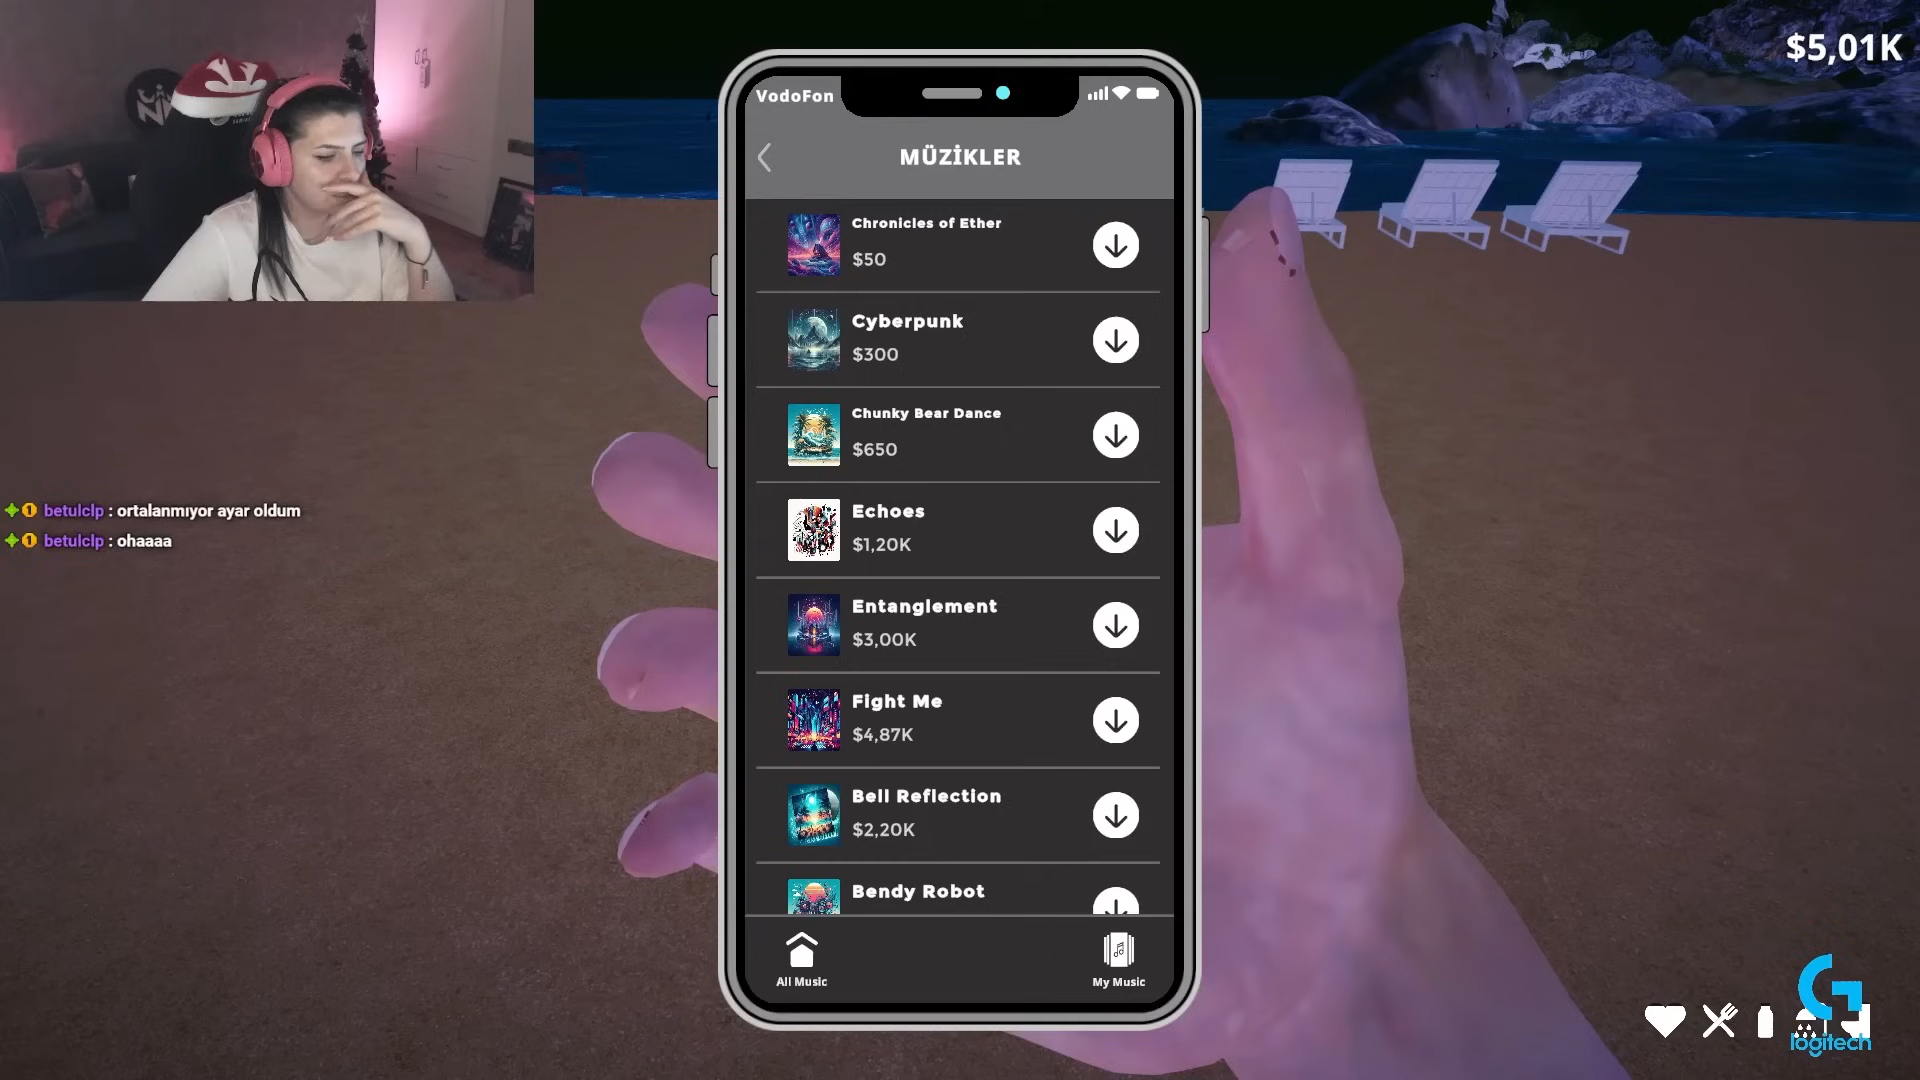 $5,01K
VodoFon
MÜZİKLER
Chronicles of Ether
$50
Cyberpunk
$300
Chunky Bear Dance
$650
Echoes
$1,20K
Entanglement
$3,00K
Fight Me
$4,87K
Bell Reflection
$2,20K
Bendy Robot
All Music
My Music
betulclp : ortalanmıyor ayar oldum
betulclp : ohaaaa
logitech